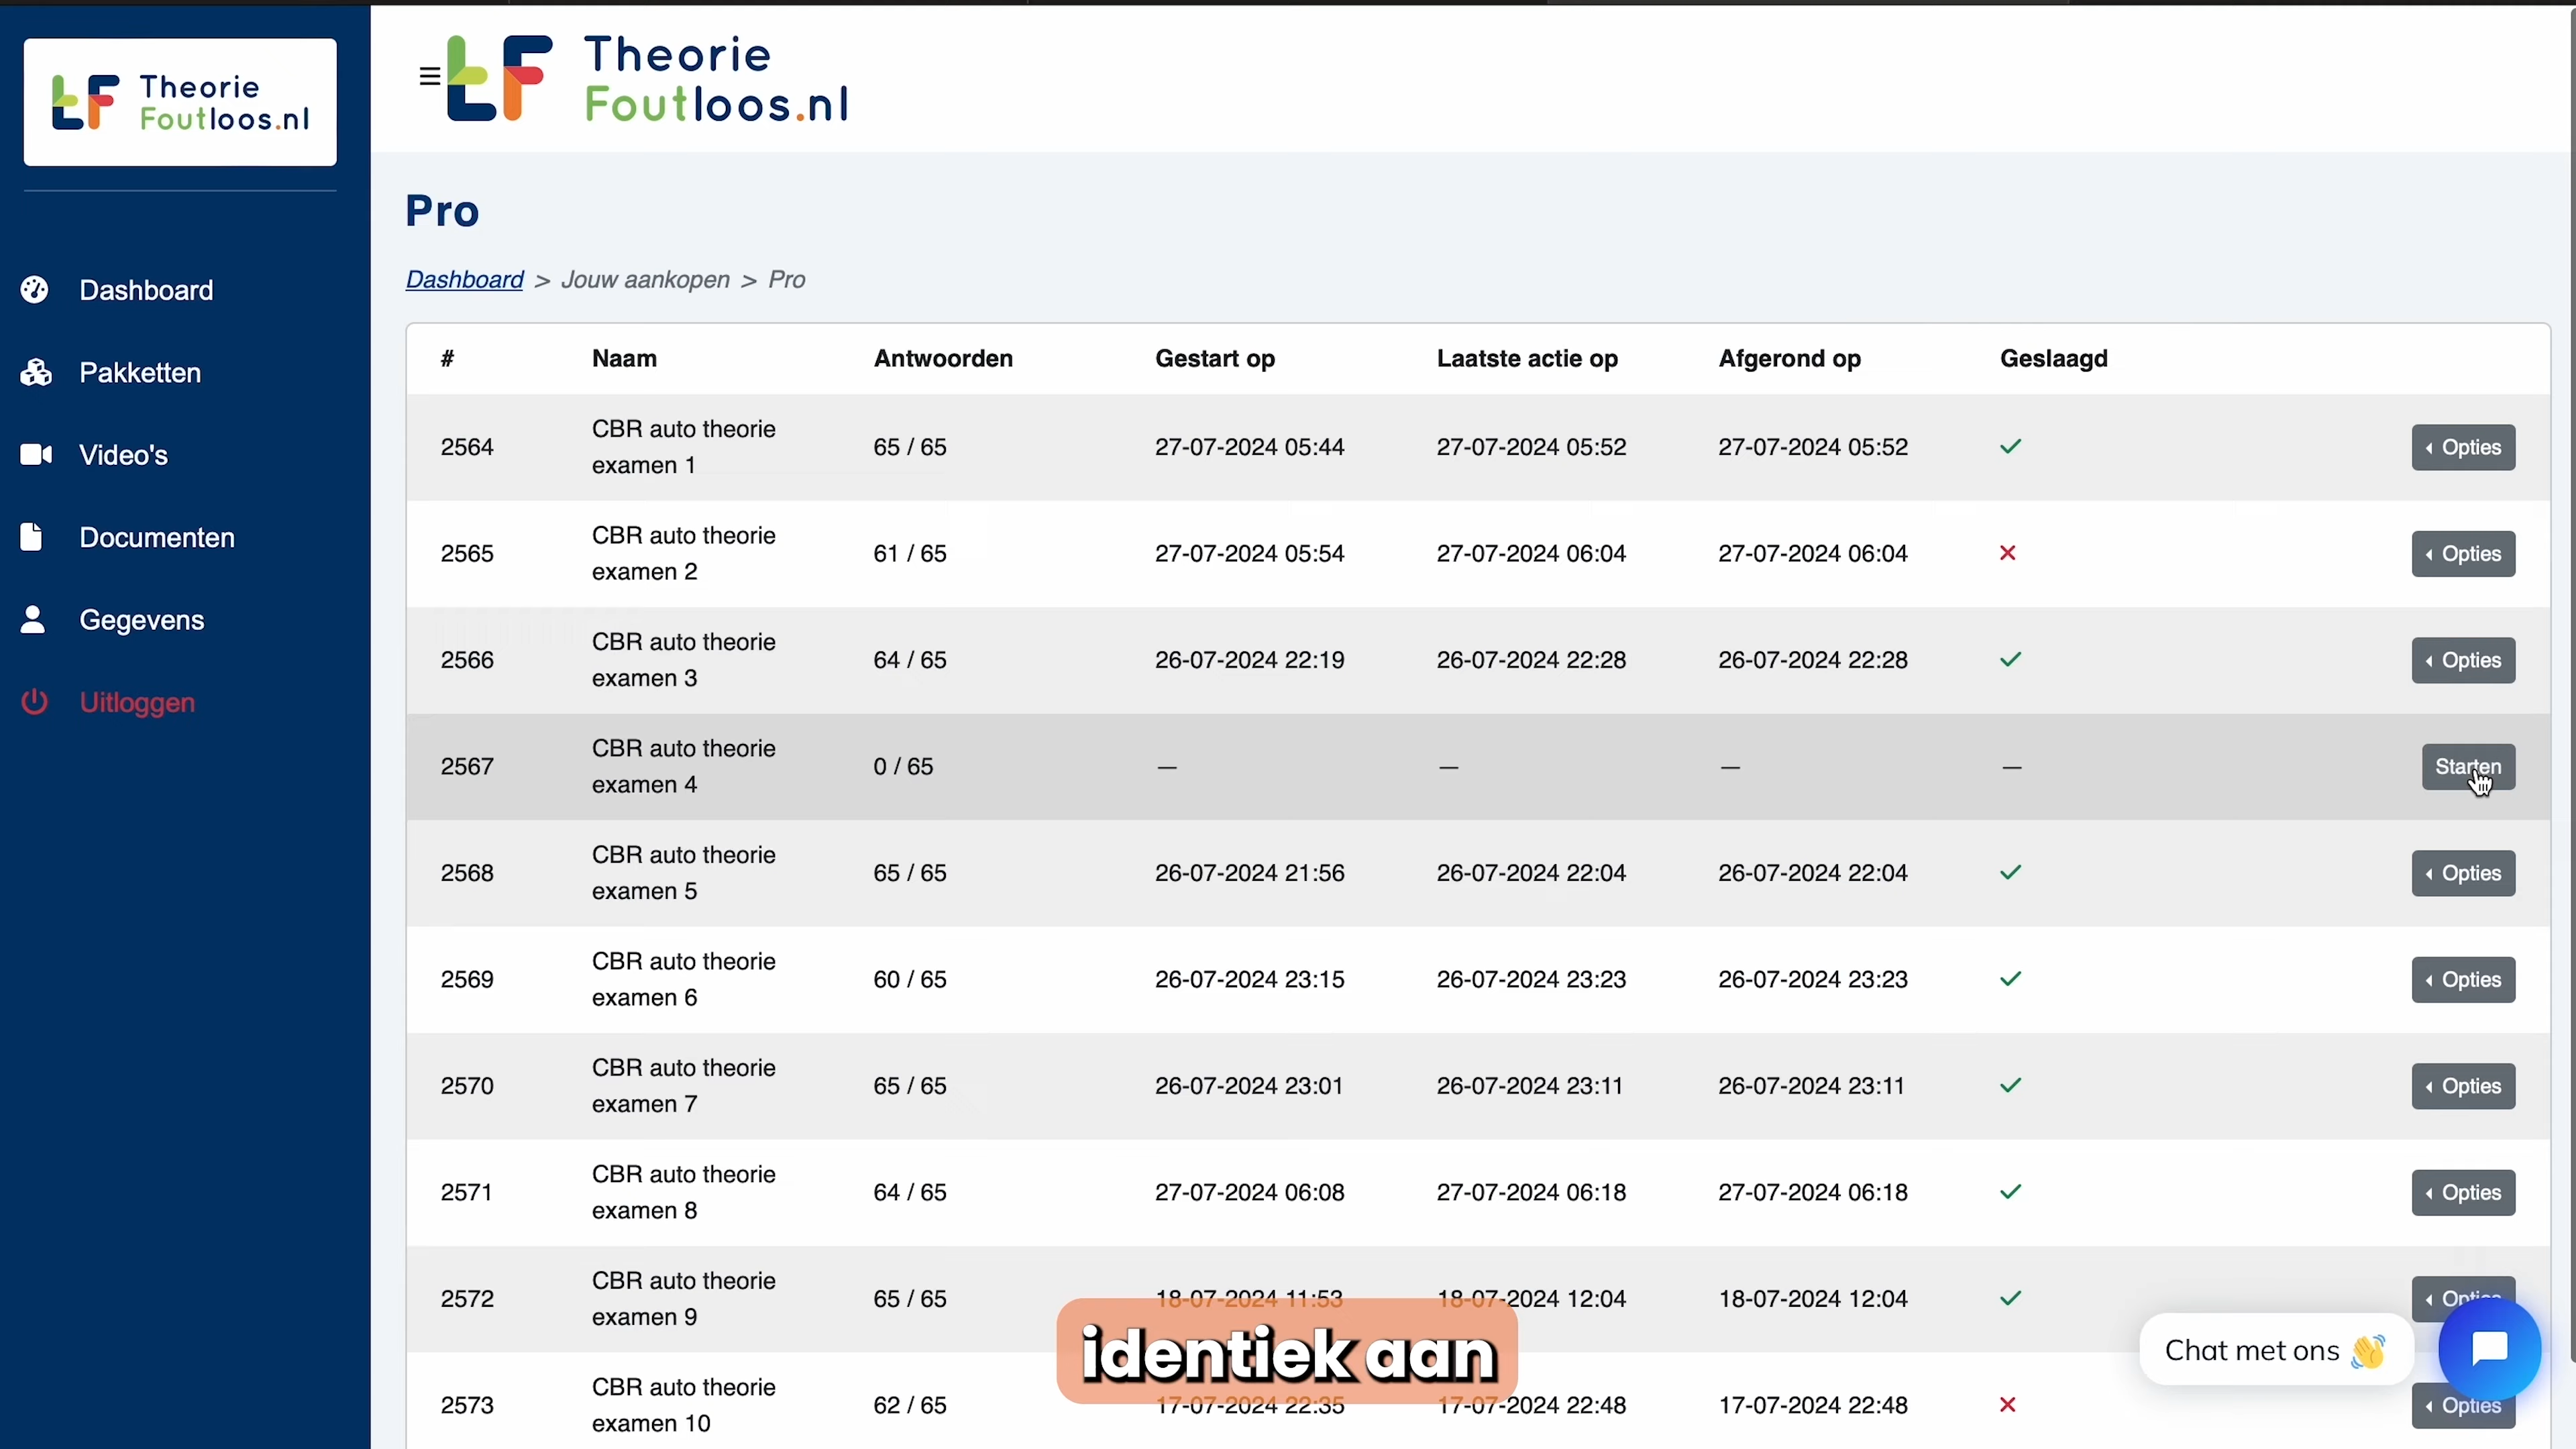 Theorie
Foutloos.nl
Theorie
Foutloos.nl
Dashboard
Pakketten
Video's
Documenten
Gegevens
Uitloggen
Pro
Dashboard > Jouw aankopen > Pro
# Naam Antwoorden Gestart op Laatste actie op Afgerond op Geslaagd
2564 CBR auto theorie examen 1 65 / 65 27-07-2024 05:44 27-07-2024 05:52 27-07-2024 05:52 Opties
2565 CBR auto theorie examen 2 61 / 65 27-07-2024 05:54 27-07-2024 06:04 27-07-2024 06:04 Opties
2566 CBR auto theorie examen 3 64 / 65 26-07-2024 22:19 26-07-2024 22:28 26-07-2024 22:28 Opties
2567 CBR auto theorie examen 4 0 / 65 — — — — Starten
2568 CBR auto theorie examen 5 65 / 65 26-07-2024 21:56 26-07-2024 22:04 26-07-2024 22:04 Opties
2569 CBR auto theorie examen 6 60 / 65 26-07-2024 23:15 26-07-2024 23:23 26-07-2024 23:23 Opties
2570 CBR auto theorie examen 7 65 / 65 26-07-2024 23:01 26-07-2024 23:11 26-07-2024 23:11 Opties
2571 CBR auto theorie examen 8 64 / 65 27-07-2024 06:08 27-07-2024 06:18 27-07-2024 06:18 Opties
2572 CBR auto theorie examen 9 65 / 65 18-07-2024 11:53 18-07-2024 12:04 18-07-2024 12:04 Opties
2573 CBR auto theorie examen 10 62 / 65 17-07-2024 22:35 17-07-2024 22:48 17-07-2024 22:48 Opties
identiek aan
Chat met ons